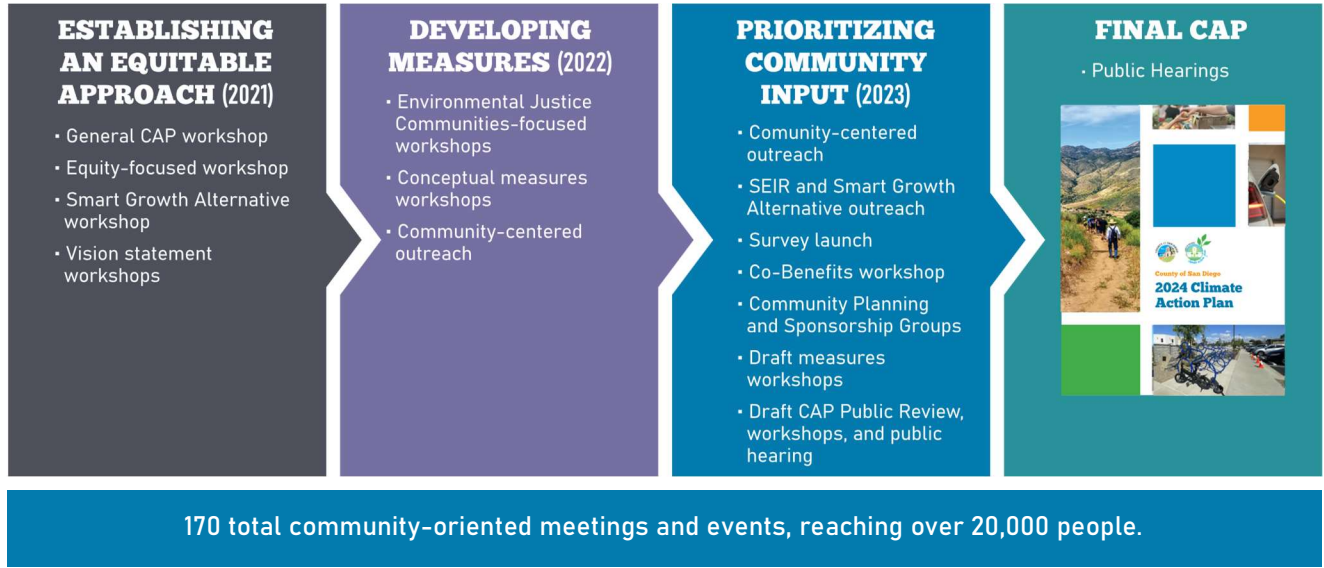 ESTABLISHING
AN EQUITABLE
APPROACH (2021)
· General CAP workshop
· Equity-focused workshop
· Smart Growth Alternative
workshop
· Vision statement
workshops
DEVELOPING
MEASURES (2022)
· Environmental Justice
Communities-focused
workshops
· Conceptual measures
workshops
· Community-centered
outreach
PRIORITIZING
COMMUNITY
INPUT (2023)
· Comunity-centered
outreach
· SEIR and Smart Growth
Alternative outreach
· Survey launch
· Co-Benefits workshop
· Community Planning
and Sponsorship Groups
· Draft measures
workshops
· Draft CAP Public Review,
workshops, and public
hearing
FINAL CAP
· Public Hearings
County of San Diego
2024 Climate
Action Plan
170 total community-oriented meetings and events, reaching over 20,000 people.